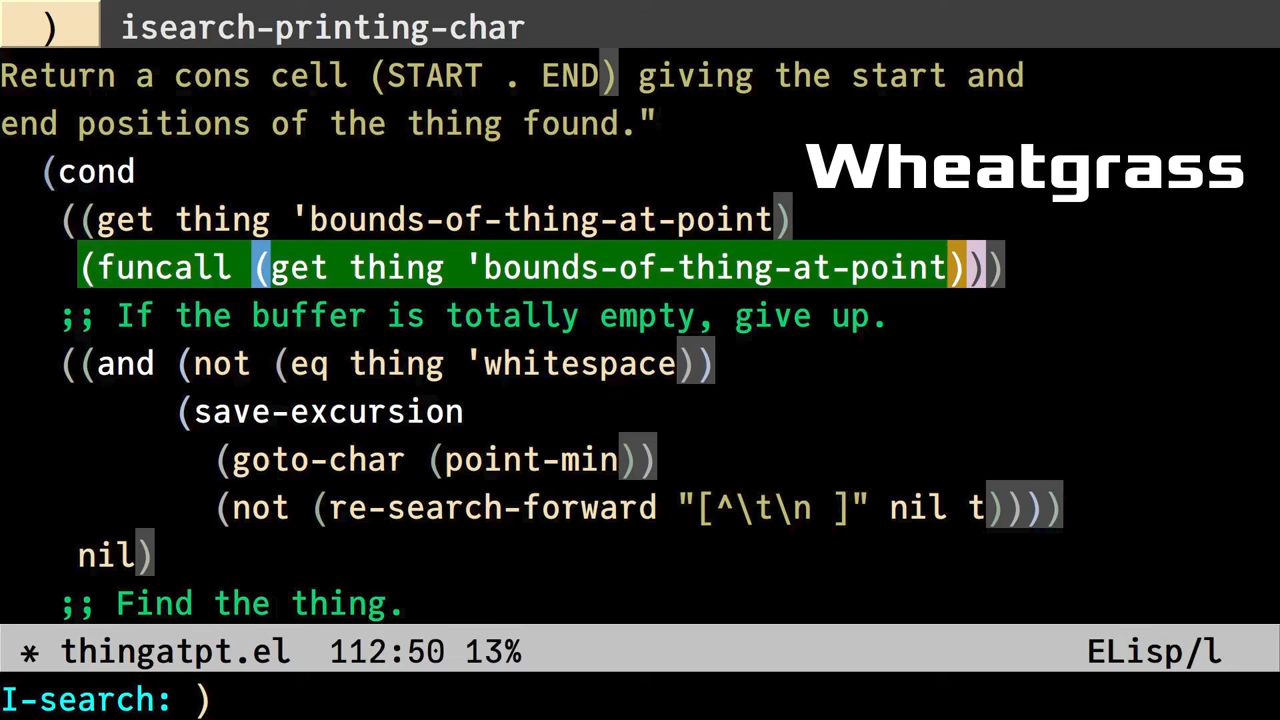 ) isearch-printing-char
Return a cons cell (START . END) giving the start and
end positions of the thing found."
(cond
Wheatgrass
((get thing 'bounds-of-thing-at-point)
(funcall (get thing 'bounds-of-thing-at-point)))
;; If the buffer is totally empty, give up.
((and (not (eq thing 'whitespace))
(save-excursion
(goto-char (point-min))
(not (re-search-forward "[^\t\n ]" nil t))))
nil)
;; Find the thing.
* thingatpt.el 112:50 13% ELisp/l
I-search: )